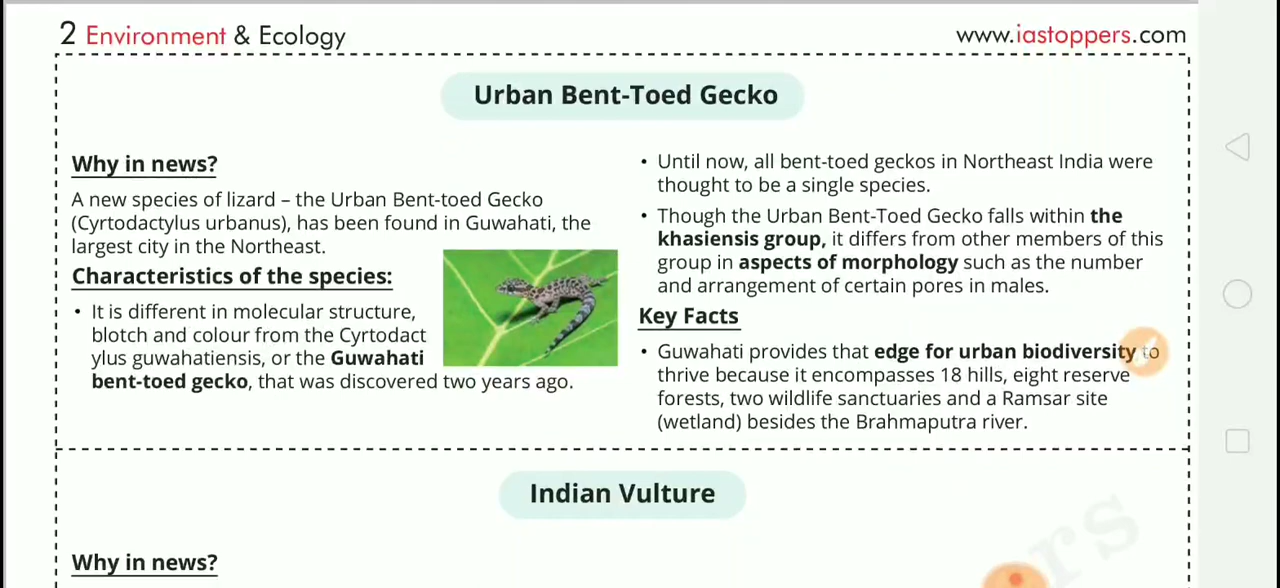 2 Environment & Ecology
www.iastoppers.com
Urban Bent-Toed Gecko
Why in news?
A new species of lizard – the Urban Bent-toed Gecko
(Cyrtodactylus urbanus), has been found in Guwahati, the
largest city in the Northeast.
Characteristics of the species:
• It is different in molecular structure,
blotch and colour from the Cyrtodact
ylus guwahatiensis, or the Guwahati
bent-toed gecko, that was discovered two years ago.
• Until now, all bent-toed geckos in Northeast India were
thought to be a single species.
• Though the Urban Bent-Toed Gecko falls within the
khasiensis group, it differs from other members of this
group in aspects of morphology such as the number
and arrangement of certain pores in males.
Key Facts
• Guwahati provides that edge for urban biodiversity to
thrive because it encompasses 18 hills, eight reserve
forests, two wildlife sanctuaries and a Ramsar site
(wetland) besides the Brahmaputra river.
Indian Vulture
Why in news?